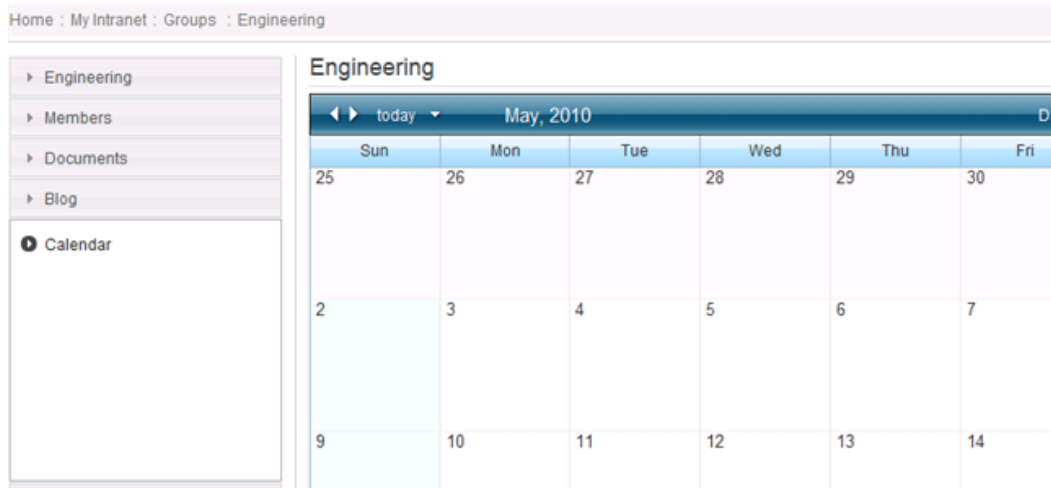 Home : My Intranet : Groups : Engineering
Engineering
Members
Documents
Blog
Calendar
Engineering
today May, 2010 D
Sun Mon Tue Wed Thu Fri
25 26 27 28 29 30
2 3 4 5 6 7
9 10 11 12 13 14